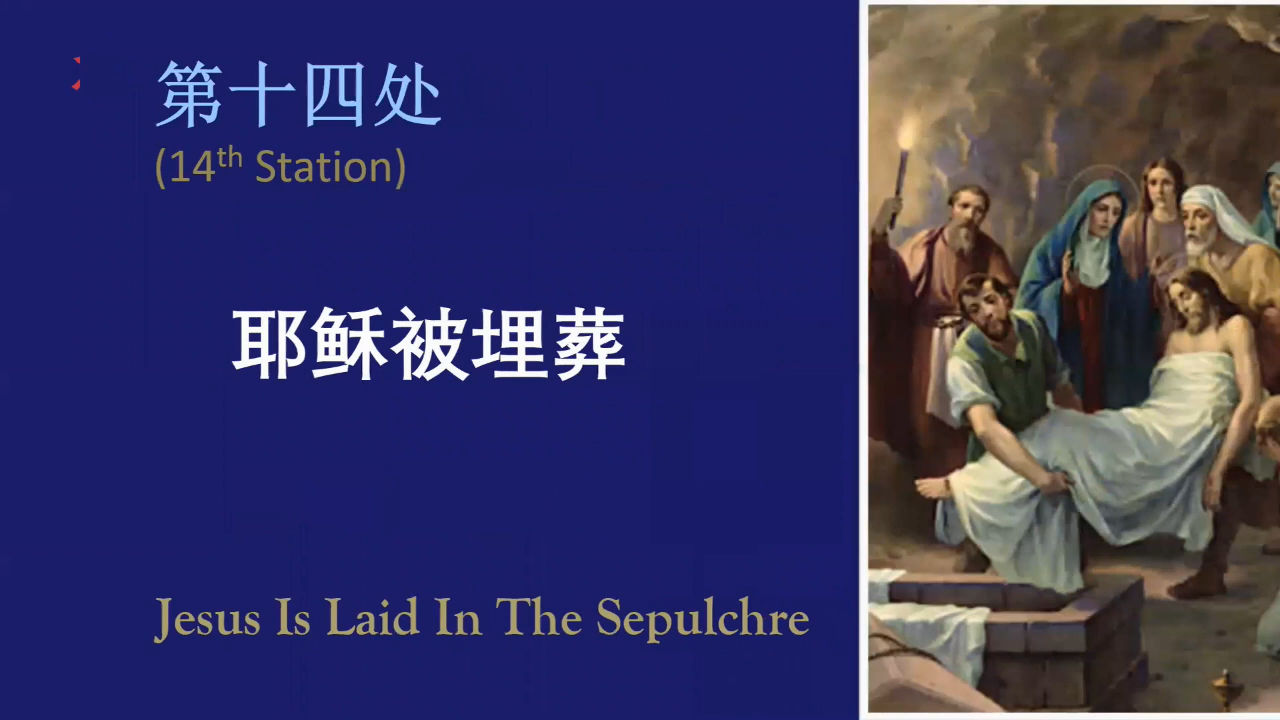 第十四处
(14th Station)
耶稣被埋葬
Jesus Is Laid In The Sepulchre